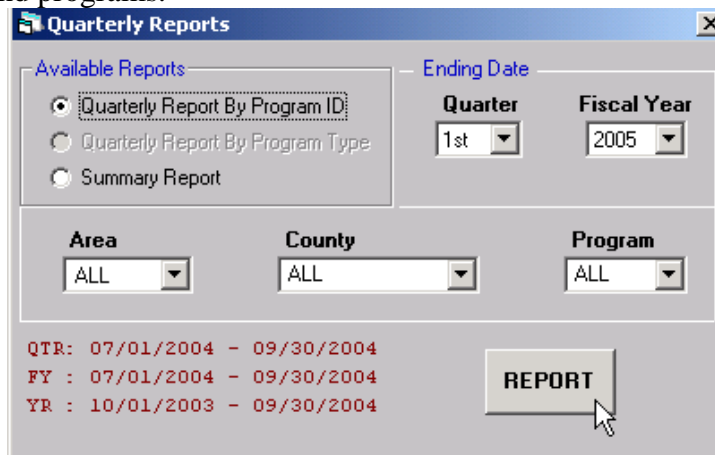 and programs.
Quarterly Reports
Available Reports
Quarterly Report By Program ID
Quarterly Report By Program Type
Summary Report
Ending Date
Quarter Fiscal Year
1st 2005
Area County Program
ALL ALL ALL
QTR: 07/01/2004 - 09/30/2004
FY : 07/01/2004 - 09/30/2004
YR : 10/01/2003 - 09/30/2004
REPORT